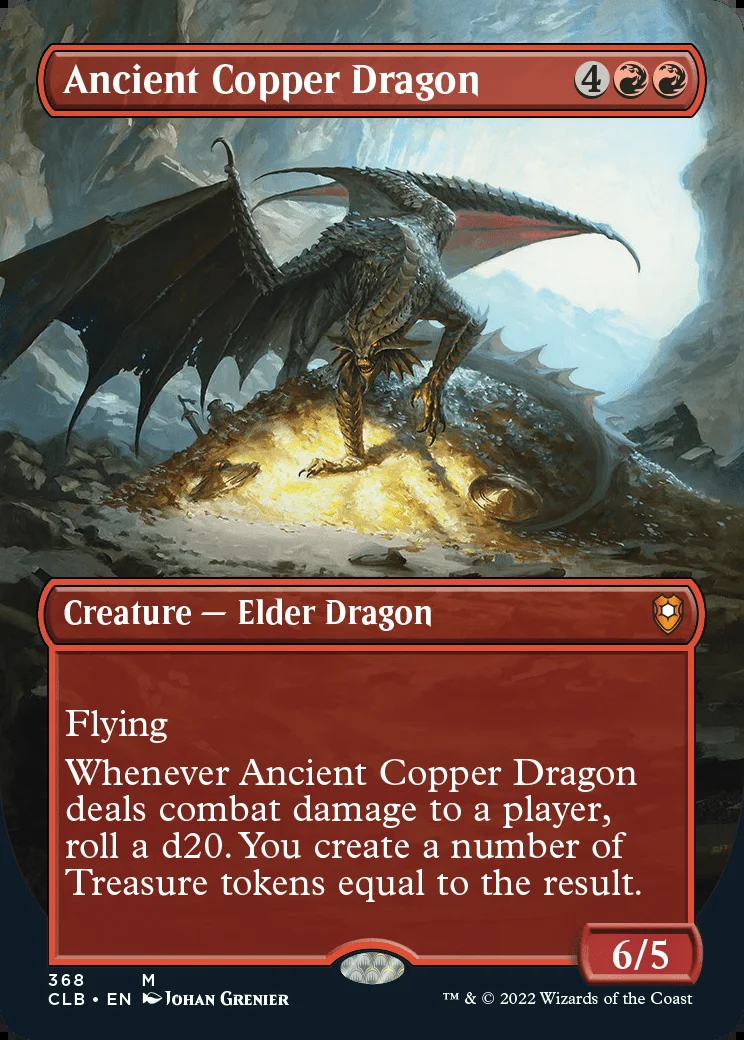 Ancient Copper Dragon 4
Creature — Elder Dragon
Flying
Whenever Ancient Copper Dragon
deals combat damage to a player,
roll a d20. You create a number of
Treasure tokens equal to the result.
6/5
368 M
CLB • EN Johan Grenier ™ & © 2022 Wizards of the Coast